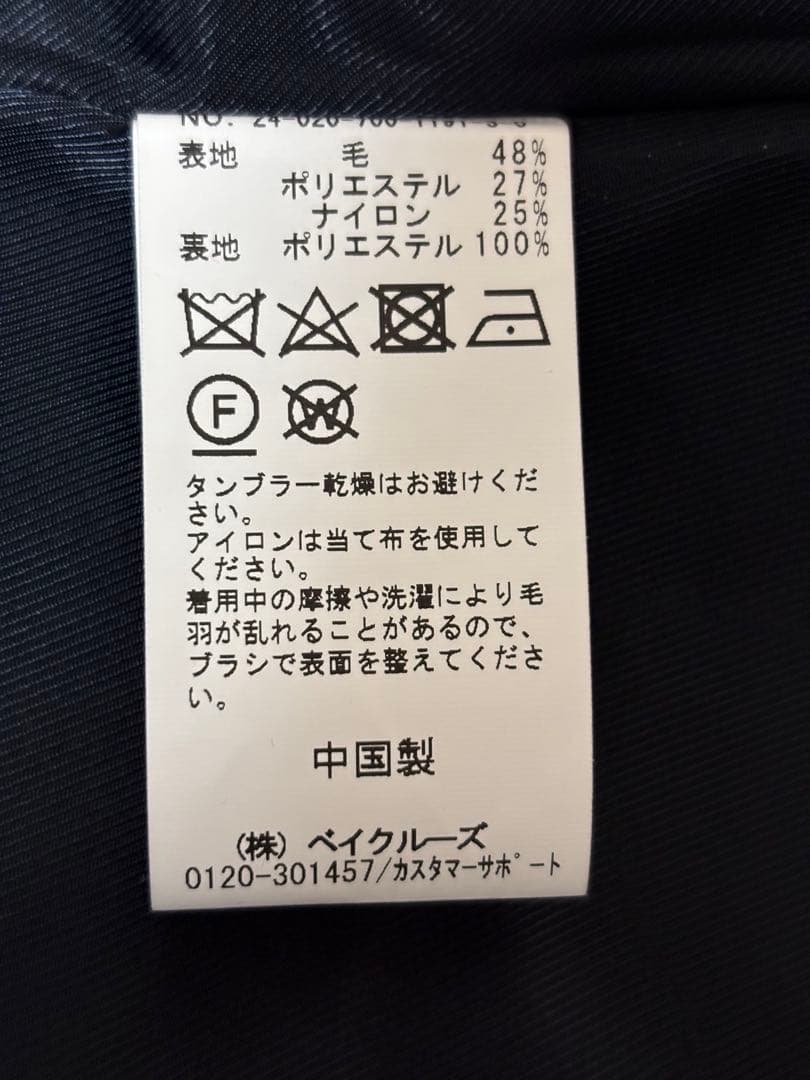 表地 毛 48%
ポリエステル 27%
ナイロン 25%
裏地 ポリエステル 100%
F
W
タンブラー乾燥はお避けくだ
さい。
アイロンは当て布を使用して
ください。
着用中の摩擦や洗濯により毛
羽が乱れることがあるので、
ブラシで表面を整えてくださ
い。
中国製
(株) ベイクルーズ
0120-301457/カスタマーサポート